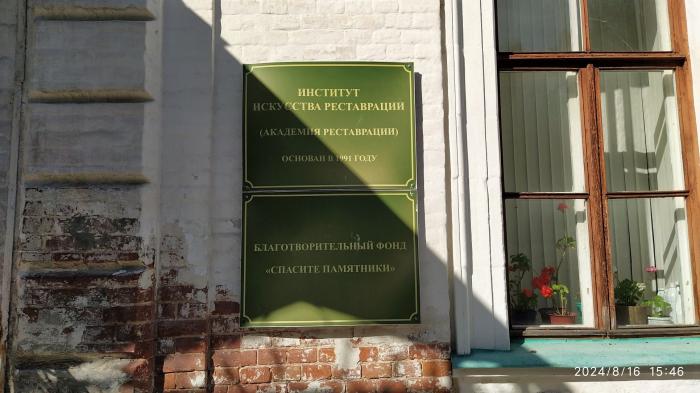 ИНСТИТУТ
ИСКУССТВА РЕСТАВРАЦИИ
(АКАДЕМИЯ РЕСТАВРАЦИИ)
ОСНОВАН В 1991 ГОДУ
БЛАГОТВОРИТЕЛЬНЫЙ ФОНД
«СПАСИТЕ ПАМЯТНИКИ»
2024/8/16 15:46